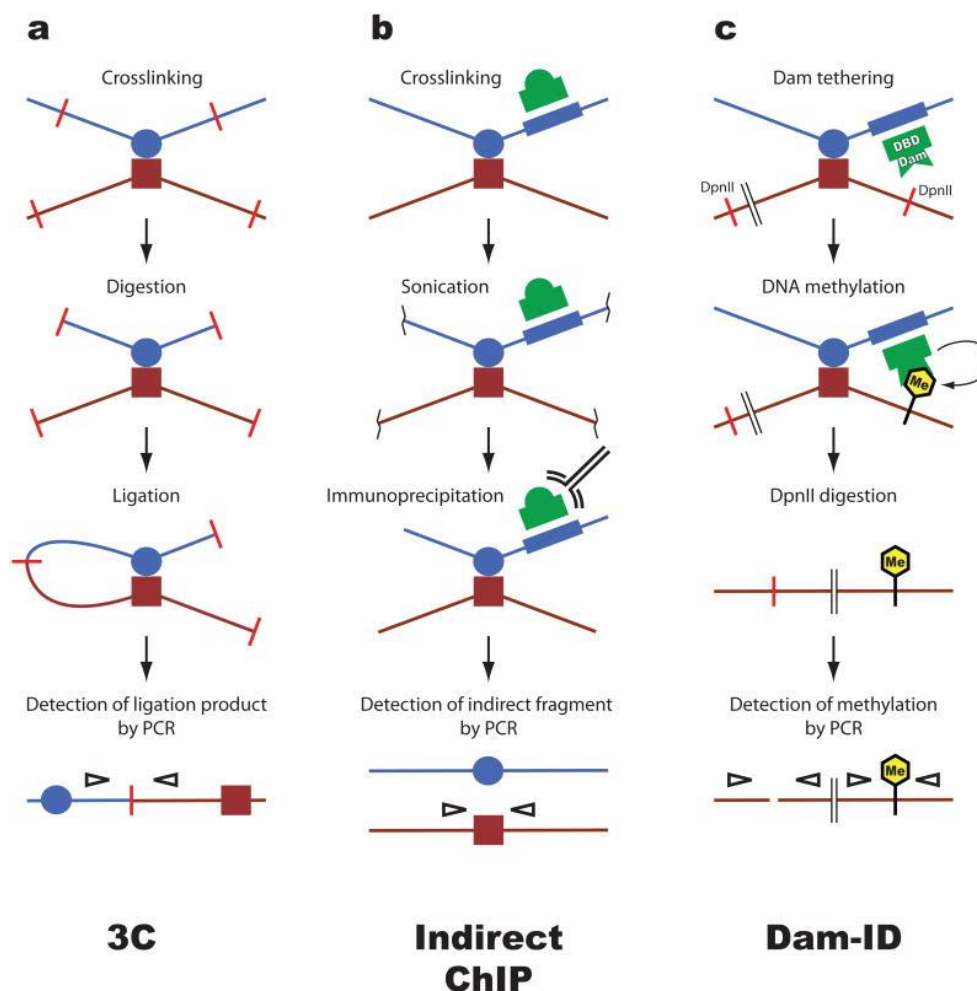 a
Crosslinking
Digestion
Ligation
Detection of ligation product
by PCR
3C
b
Crosslinking
Sonication
Immunoprecipitation
Detection of indirect fragment
by PCR
Indirect
ChIP
c
Dam tethering
DBD
Dam
DpnII
DpnII
DNA methylation
Me
DpnII digestion
Me
Detection of methylation
by PCR
Me
Dam-ID